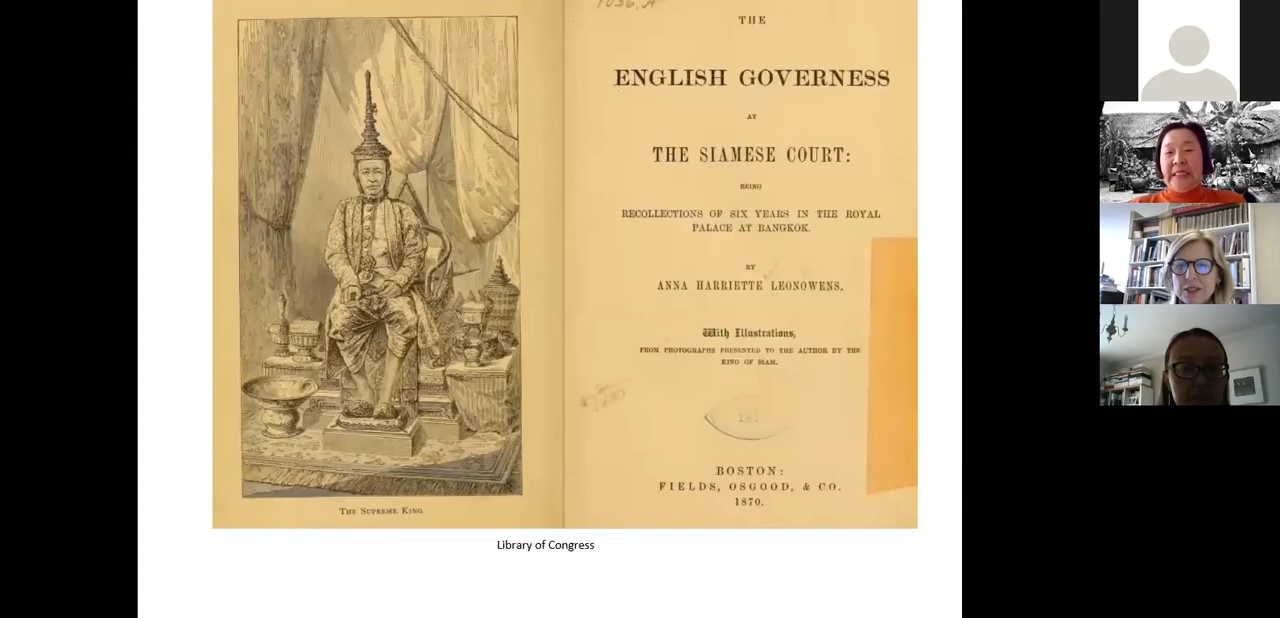 1036.A
THE
ENGLISH GOVERNESS
AT
THE SIAMESE COURT:
BEING
RECOLLECTIONS OF SIX YEARS IN THE ROYAL
PALACE AT BANGKOK.
BY
ANNA HARRIETTE LEONOWENS.
With Illustrations,
FROM PHOTOGRAPHS PRESENTED TO THE AUTHOR BY THE
KING OF SIAM.
BOSTON:
FIELDS, OSGOOD, & CO.
1870.
THE SUPREME KING.
Library of Congress